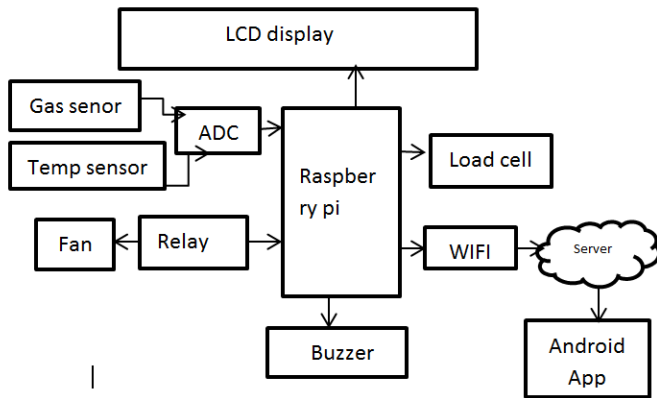 LCD display
Gas senor
ADC
Temp sensor
Raspber
ry pi
Load cell
Fan
Relay
WIFI
Server
Buzzer
Android
App